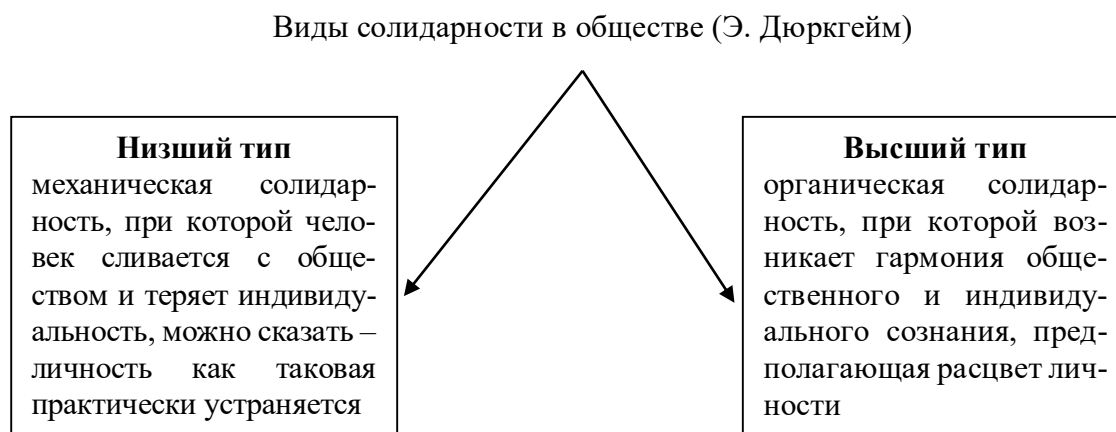 Виды солидарности в обществе (Э. Дюркгейм)
Низший тип
механическая солидар-
ность, при которой чело-
век сливается с обще-
ством и теряет индивиду-
альность, можно сказать –
личность как таковая
практически устраняется
Высший тип
органическая солидар-
ность, при которой воз-
никает гармония обще-
ственного и индивиду-
ального сознания, пред-
полагающая расцвет лич-
ности